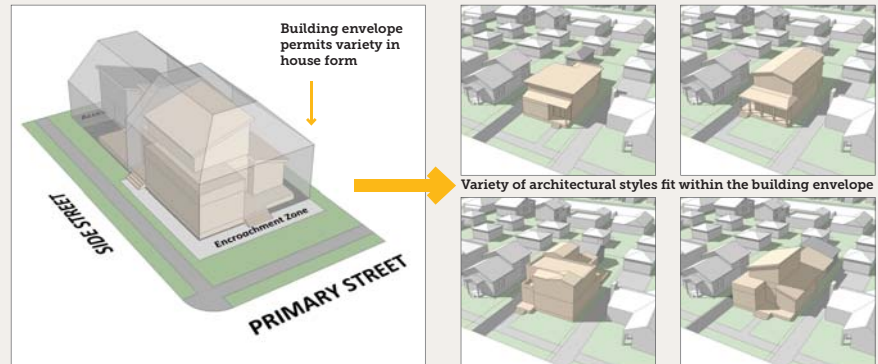 Building envelope
permits variety in
house form
Variety of architectural styles fit within the building envelope
SIDE STREET
Encroachment Zone
PRIMARY STREET